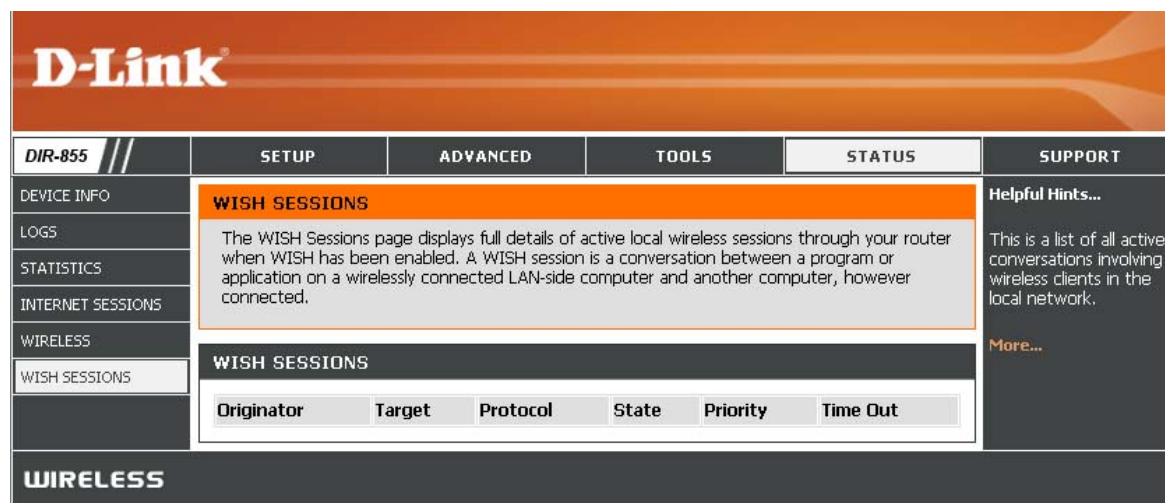 D-Link®
DIR-855
SETUP
ADVANCED
TOOLS
STATUS
SUPPORT
DEVICE INFO
LOGS
STATISTICS
INTERNET SESSIONS
WIRELESS
WISH SESSIONS
WISH SESSIONS
The WISH Sessions page displays full details of active local wireless sessions through your router
when WISH has been enabled. A WISH session is a conversation between a program or
application on a wirelessly connected LAN-side computer and another computer, however
connected.
WISH SESSIONS
Originator Target Protocol State Priority Time Out
Helpful Hints...
This is a list of all active
conversations involving
wireless clients in the
local network.
More...
WIRELESS